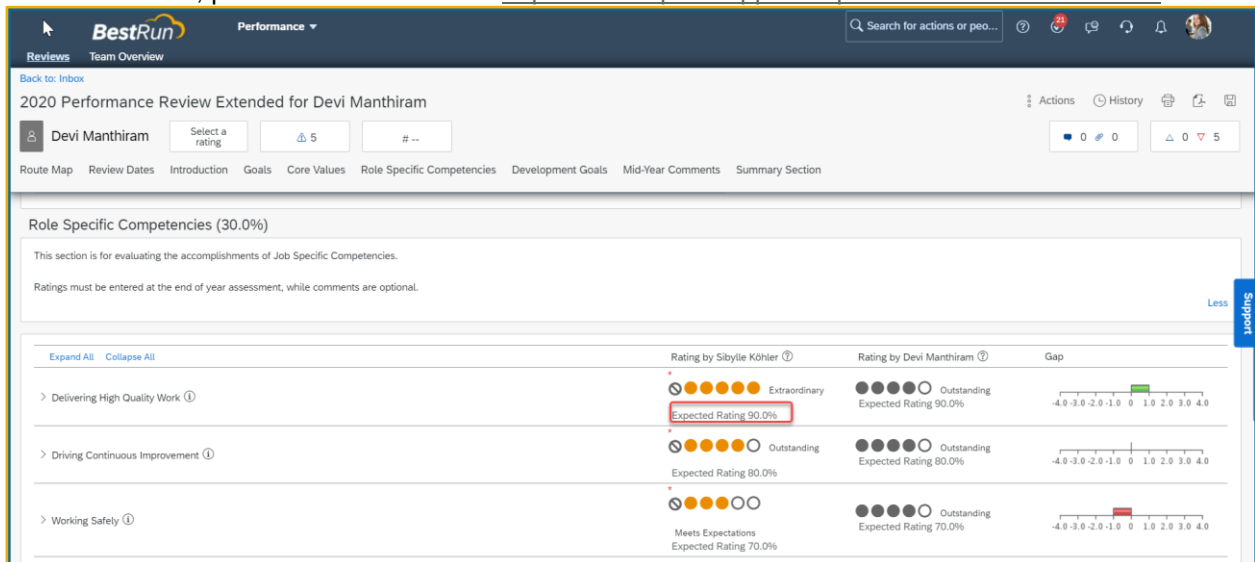 BestRun
Performance
Search for actions or peo...
21
Reviews Team Overview
Back to: Inbox
2020 Performance Review Extended for Devi Manthiram
Actions History
Devi Manthiram
Select a rating
5
# --
0 0
0 5
Route Map Review Dates Introduction Goals Core Values Role Specific Competencies Development Goals Mid-Year Comments Summary Section
Role Specific Competencies (30.0%)
This section is for evaluating the accomplishments of Job Specific Competencies.
Ratings must be entered at the end of year assessment, while comments are optional.
Less
Support
Expand All Collapse All
Rating by Sibylle Köhler Rating by Devi Manthiram Gap
Delivering High Quality Work
* Extraordinary
Expected Rating 90.0%
Outstanding
Expected Rating 90.0%
-4.0 -3.0 -2.0 -1.0 0 1.0 2.0 3.0 4.0
Driving Continuous Improvement
* Outstanding
Expected Rating 80.0%
Outstanding
Expected Rating 80.0%
-4.0 -3.0 -2.0 -1.0 0 1.0 2.0 3.0 4.0
Working Safely
*
Meets Expectations
Expected Rating 70.0%
Outstanding
Expected Rating 70.0%
-4.0 -3.0 -2.0 -1.0 0 1.0 2.0 3.0 4.0